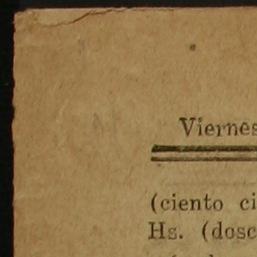 Viernes
(ciento ci
Hs. (dosc